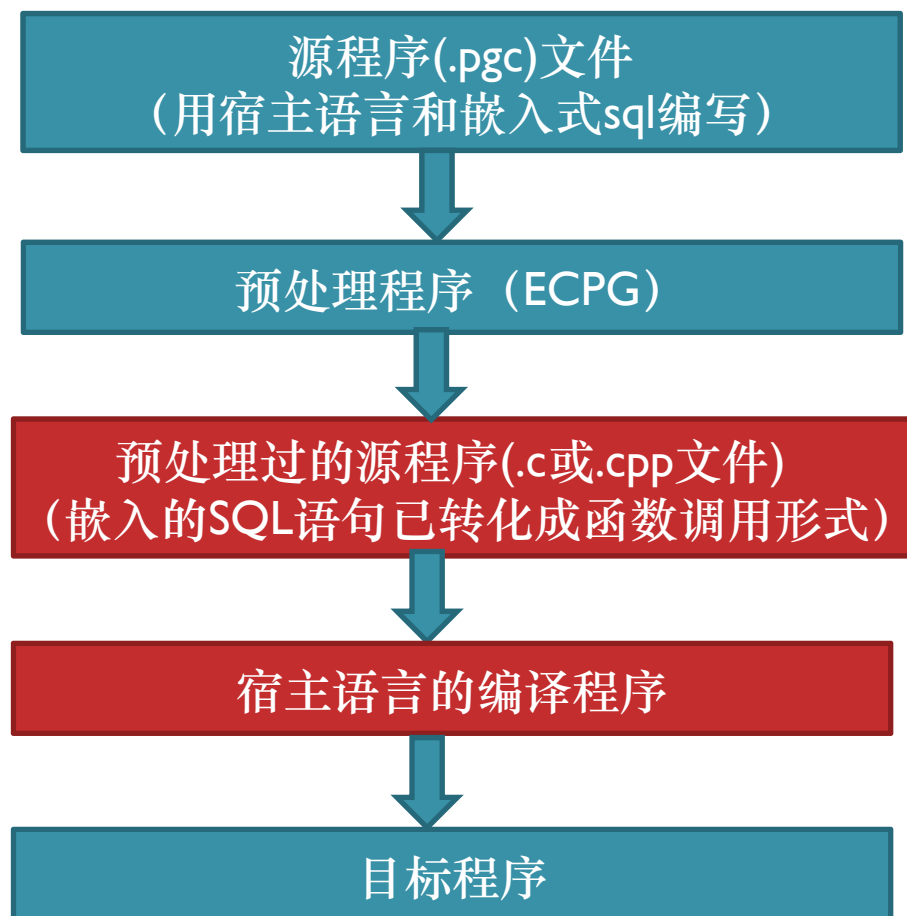 源程序(.pgc)文件
（用宿主语言和嵌入式sql编写）
预处理程序（ECPG）
预处理过的源程序(.c或.cpp文件)
（嵌入的SQL语句已转化成函数调用形式）
宿主语言的编译程序
目标程序